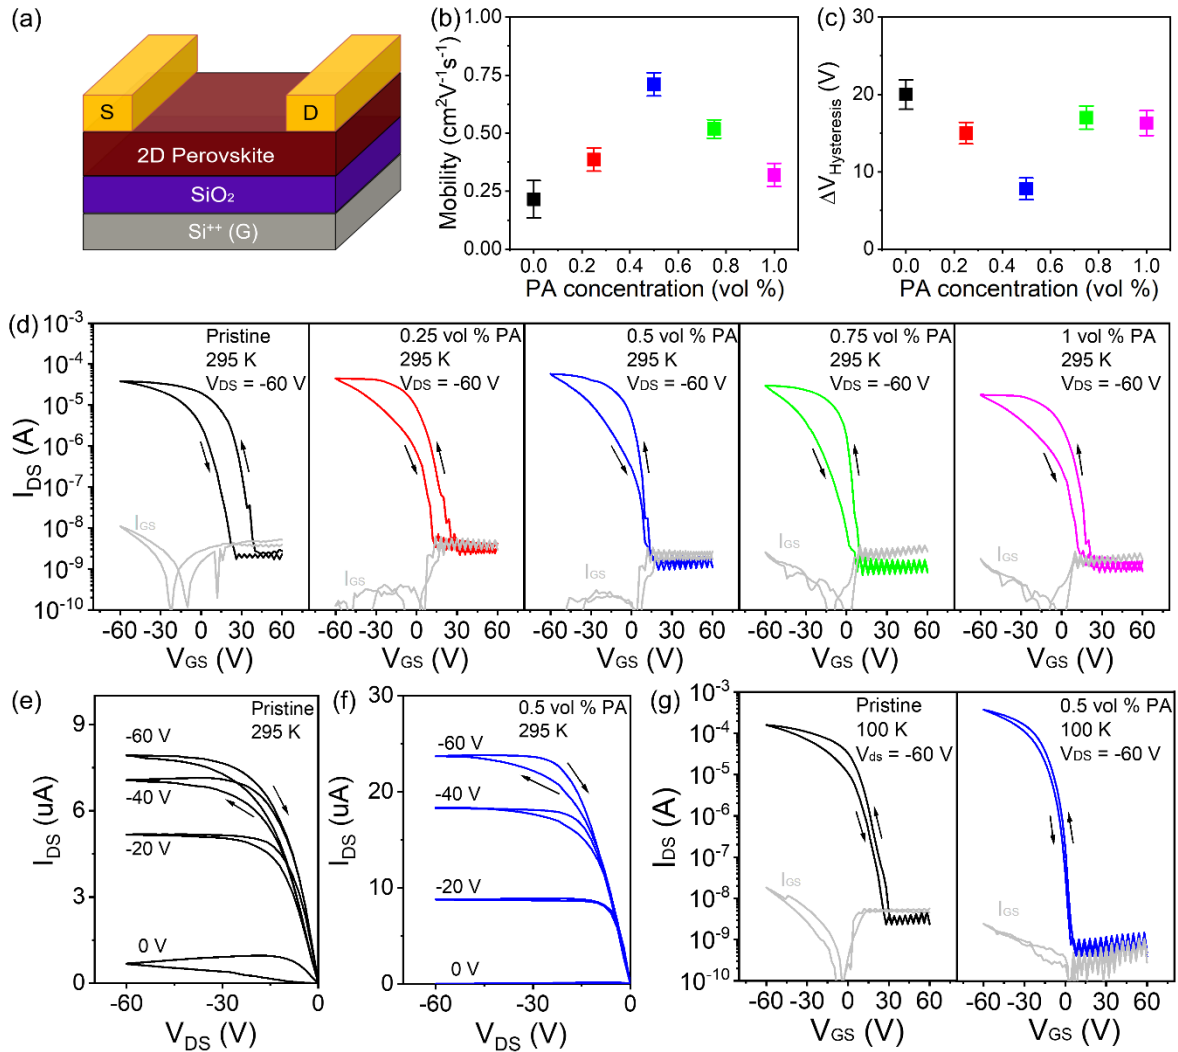 (a)
S
D
2D Perovskite
SiO₂
Si⁺⁺ (G)
(b)
Mobility (cm²V⁻¹s⁻¹)
1.00
0.75
0.50
0.25
0.00
0.0 0.2 0.4 0.6 0.8 1.0
PA concentration (vol %)
(c)
ΔV_Hysteresis (V)
30
20
10
0
0.0 0.2 0.4 0.6 0.8 1.0
PA concentration (vol %)
(d)
I_DS (A)
10⁻³
10⁻⁴
10⁻⁵
10⁻⁶
10⁻⁷
10⁻⁸
10⁻⁹
10⁻¹⁰
Pristine
295 K
V_DS = -60 V
I_GS
-60 -30 0 30 60
V_GS (V)
0.25 vol % PA
295 K
V_DS = -60 V
I_GS
-60 -30 0 30 60
V_GS (V)
0.5 vol % PA
295 K
V_DS = -60 V
I_GS
-60 -30 0 30 60
V_GS (V)
0.75 vol % PA
295 K
V_DS = -60 V
I_GS
-60 -30 0 30 60
V_GS (V)
1 vol % PA
295 K
V_DS = -60 V
I_GS
-60 -30 0 30 60
V_GS (V)
(e)
I_DS (uA)
9
6
3
0
Pristine
295 K
-60 V
-40 V
-20 V
0 V
-60 -30 0
V_DS (V)
(f)
I_DS (uA)
30
20
10
0
0.5 vol % PA
295 K
-60 V
-40 V
-20 V
0 V
-60 -30 0
V_DS (V)
(g)
I_DS (A)
10⁻³
10⁻⁴
10⁻⁵
10⁻⁶
10⁻⁷
10⁻⁸
10⁻⁹
10⁻¹⁰
Pristine
100 K
V_ds = -60 V
I_GS
-60 -30 0 30 60
V_GS (V)
0.5 vol % PA
100 K
V_DS = -60 V
I_GS
-60 -30 0 30 60
V_GS (V)